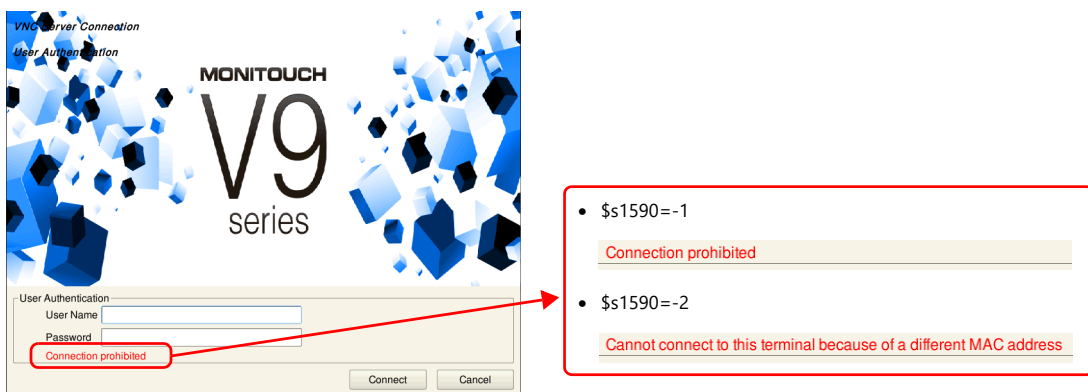 VNC Server Connection
User Authentication
MONITOUCH
V9
series
User Authentication
User Name
Password
Connection prohibited
Connect
Cancel
• $s1590=-1
Connection prohibited
• $s1590=-2
Cannot connect to this terminal because of a different MAC address